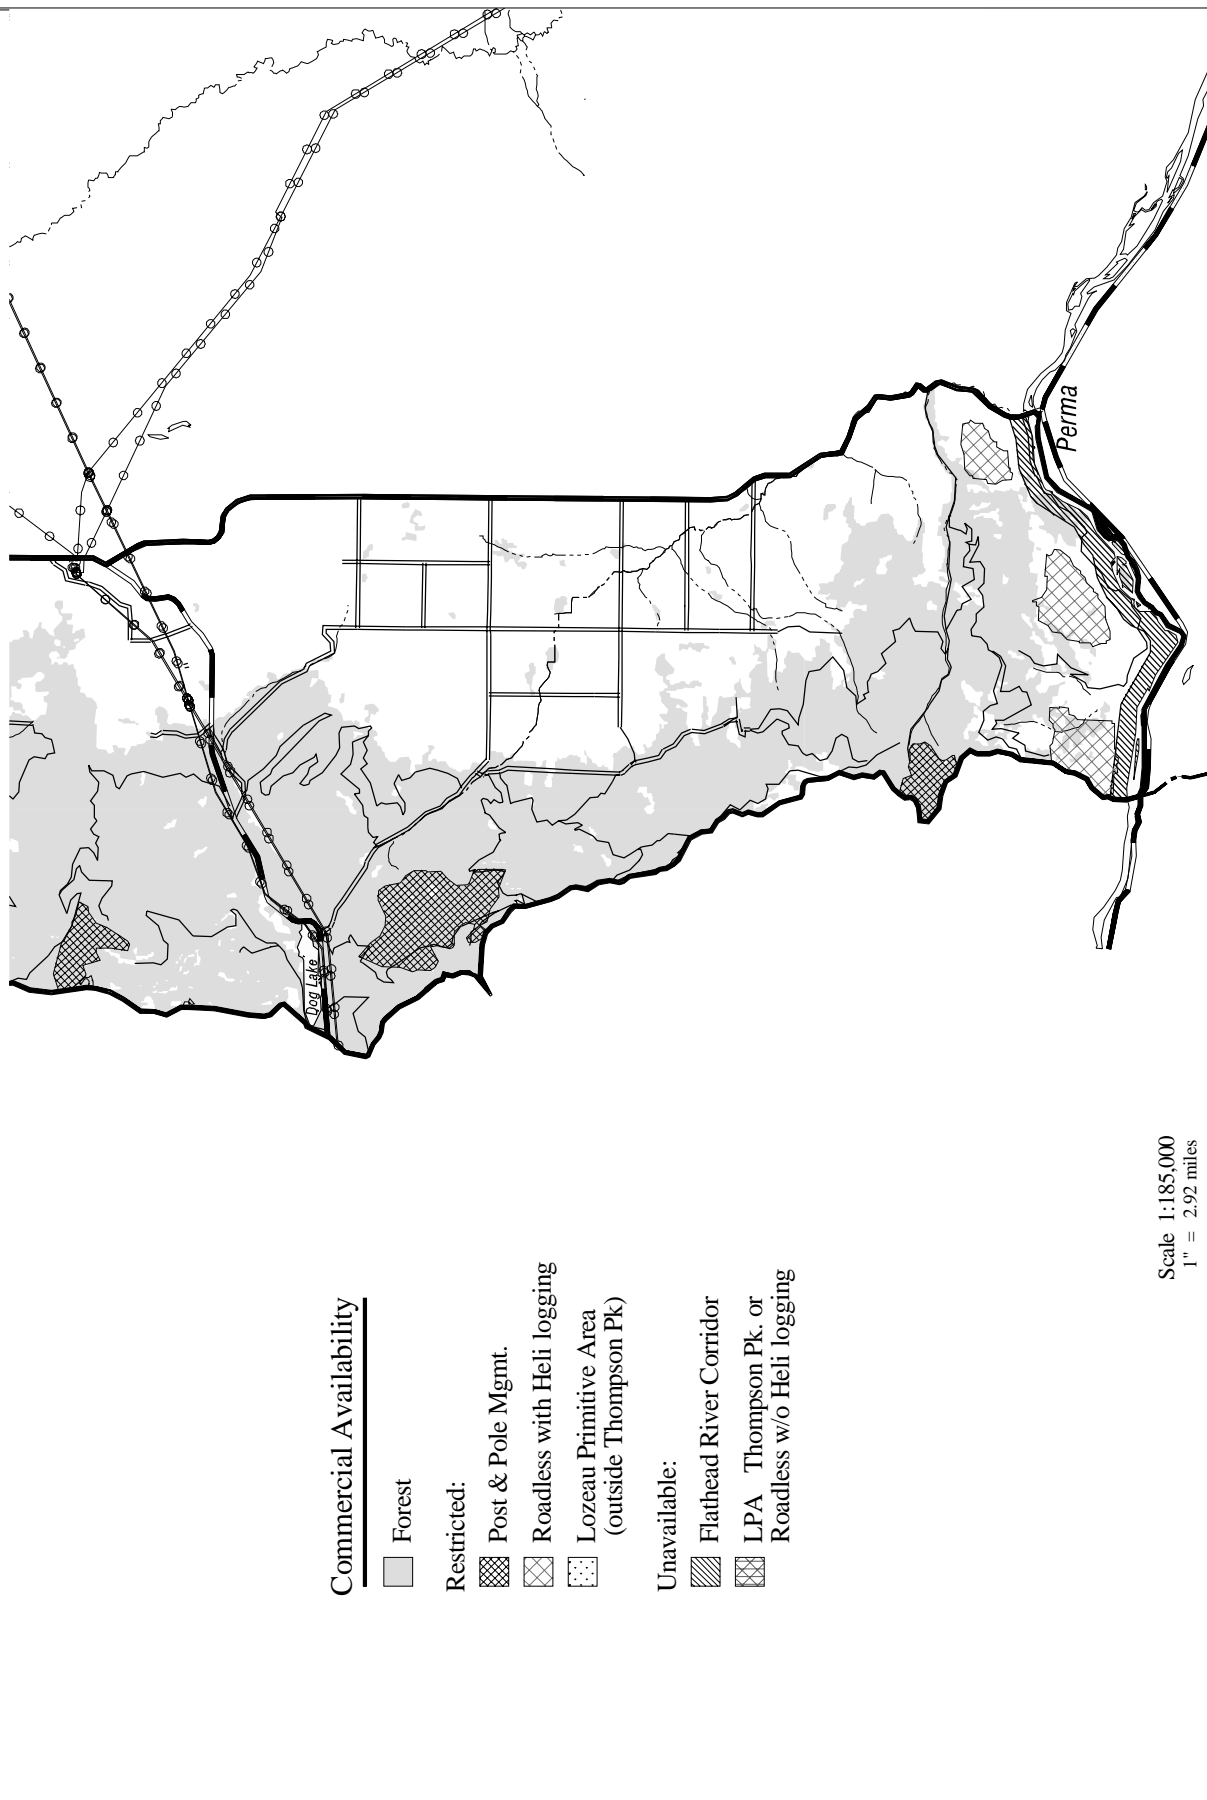 Perma
Dog Lake
Commercial Availability
Forest
Restricted:
Post & Pole Mgmt.
Roadless with Heli logging
Lozeau Primitive Area
(outside Thompson Pk)
Unavailable:
Flathead River Corridor
LPA Thompson Pk. or
Roadless w/o Heli logging
Scale 1:185,000
1" = 2.92 miles